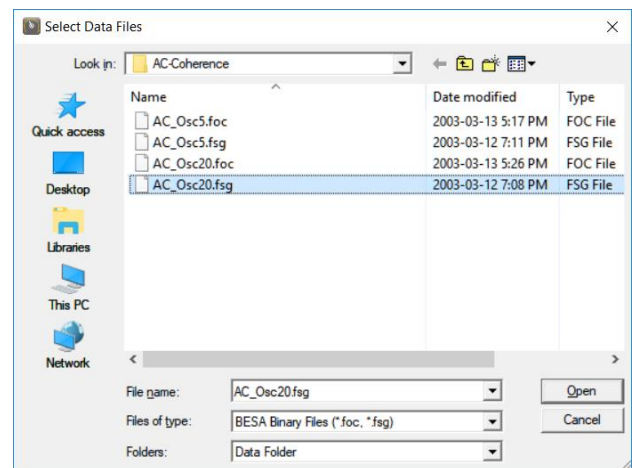 Select Data Files
Look in: AC-Coherence
Name Date modified Type
AC_Osc5.foc 2003-03-13 5:17 PM FOC File
AC_Osc5.fsg 2003-03-12 7:11 PM FSG File
AC_Osc20.foc 2003-03-13 5:26 PM FOC File
AC_Osc20.fsg 2003-03-12 7:08 PM FSG File
Quick access
Desktop
Libraries
This PC
Network
File name: AC_Osc20.fsg Open
Files of type: BESA Binary Files (*.foc, *.fsg) Cancel
Folders: Data Folder